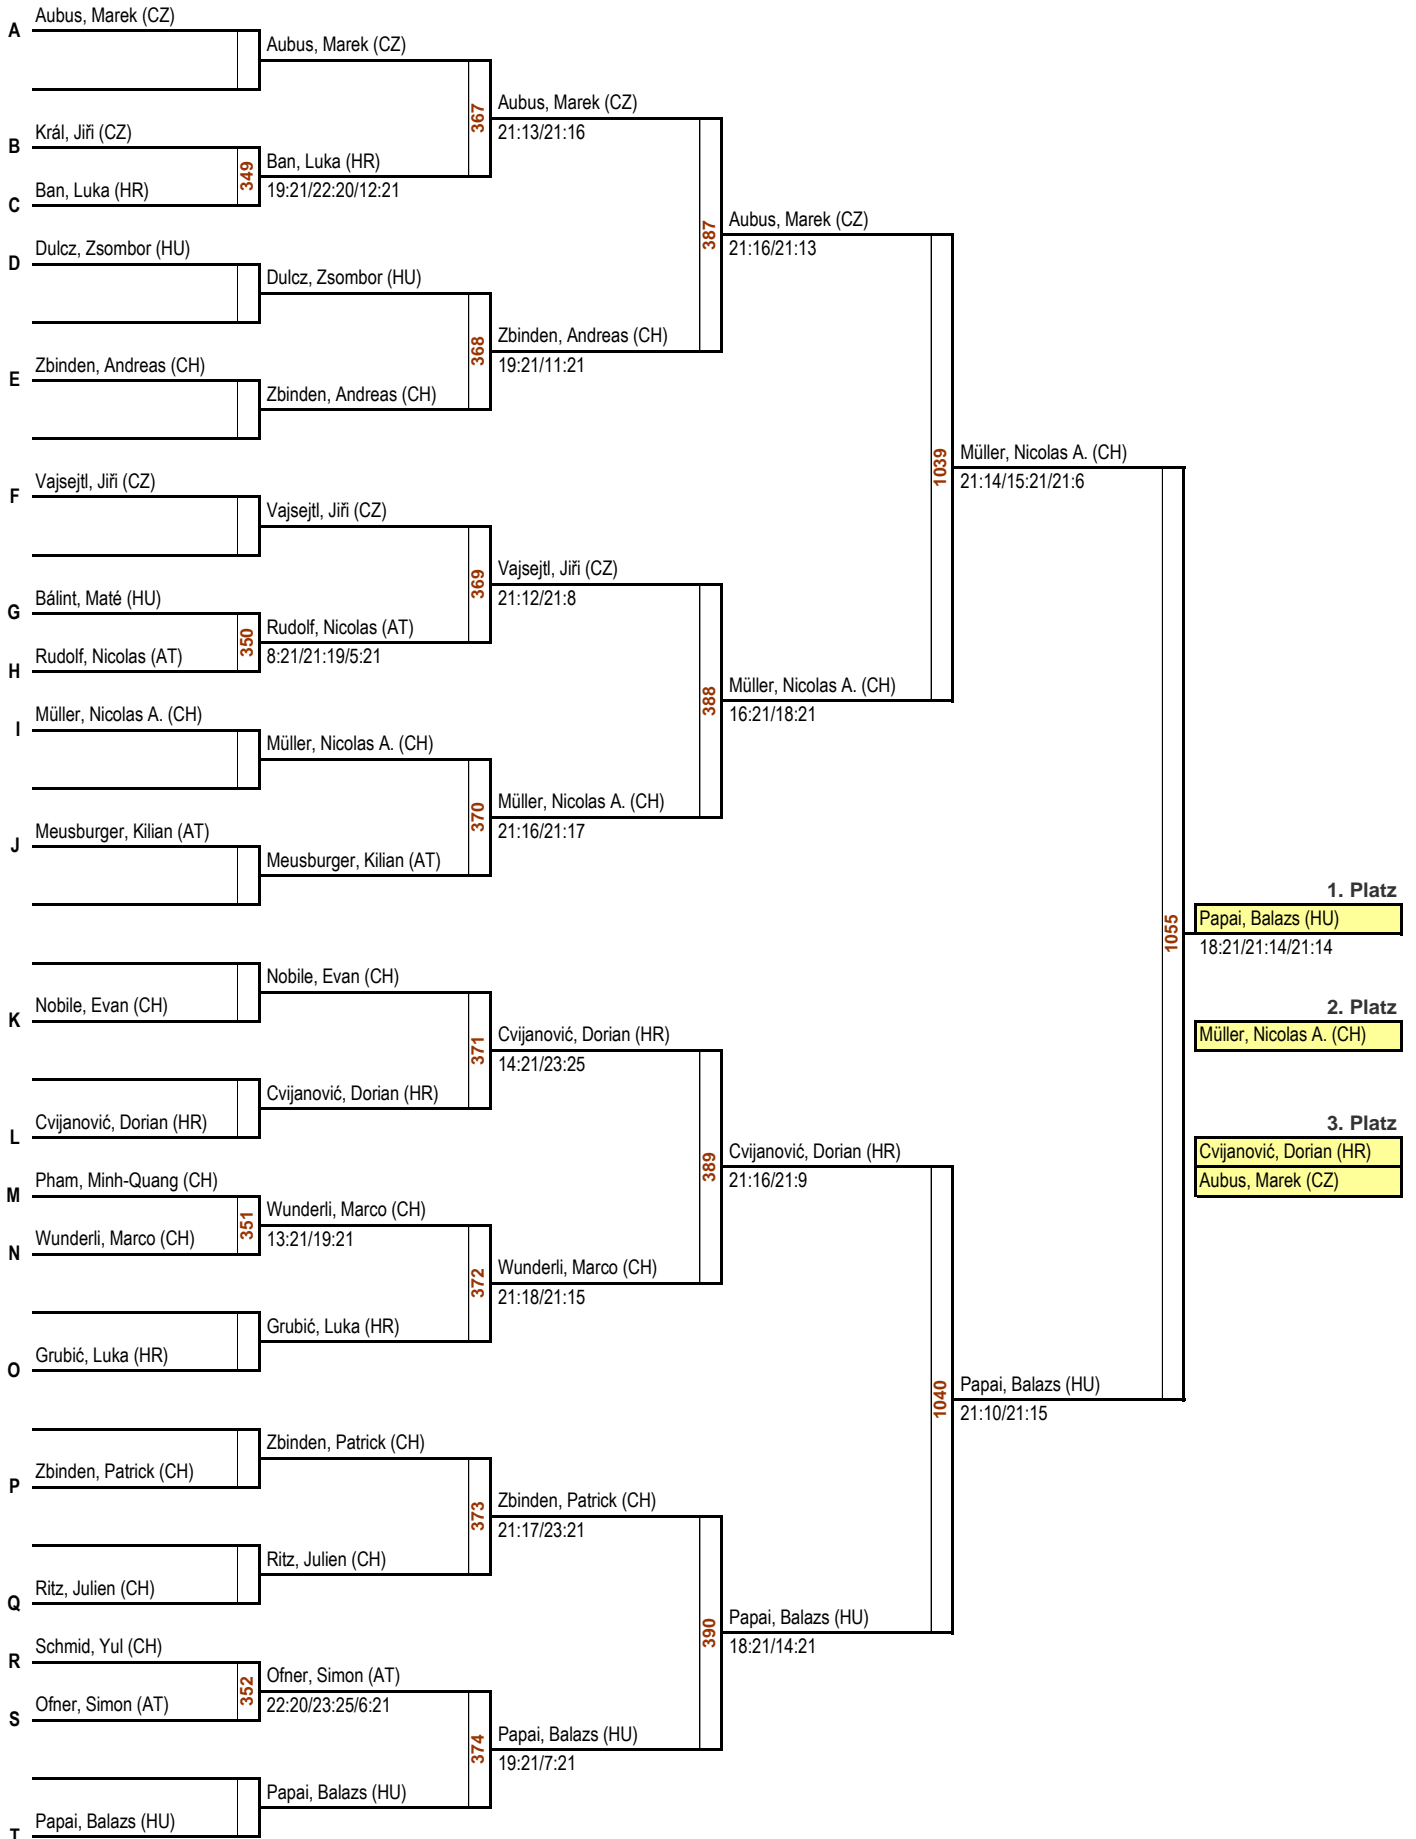 Aubus, Marek (CZ)
A
Aubus, Marek (CZ)
367
Aubus, Marek (CZ)
21:13/21:16
Král, Jiří (CZ)
B
349
Ban, Luka (HR)
19:21/22:20/12:21
Ban, Luka (HR)
C
387
Aubus, Marek (CZ)
21:16/21:13
Dulcz, Zsombor (HU)
D
Dulcz, Zsombor (HU)
368
Zbinden, Andreas (CH)
19:21/11:21
Zbinden, Andreas (CH)
E
Zbinden, Andreas (CH)
1039
Müller, Nicolas A. (CH)
21:14/15:21/21:6
Vajsejtl, Jiří (CZ)
F
Vajsejtl, Jiří (CZ)
369
Vajsejtl, Jiří (CZ)
21:12/21:8
Bálint, Maté (HU)
G
350
Rudolf, Nicolas (AT)
8:21/21:19/5:21
Rudolf, Nicolas (AT)
H
388
Müller, Nicolas A. (CH)
16:21/18:21
Müller, Nicolas A. (CH)
I
Müller, Nicolas A. (CH)
370
Müller, Nicolas A. (CH)
21:16/21:17
Meusburger, Kilian (AT)
J
Meusburger, Kilian (AT)
1. Platz
1055
Papai, Balazs (HU)
18:21/21:14/21:14
Nobile, Evan (CH)
Nobile, Evan (CH)
K
2. Platz
Müller, Nicolas A. (CH)
371
Cvijanović, Dorian (HR)
14:21/23:25
Cvijanović, Dorian (HR)
Cvijanović, Dorian (HR)
L
3. Platz
Cvijanović, Dorian (HR)
Aubus, Marek (CZ)
389
Cvijanović, Dorian (HR)
21:16/21:9
Pham, Minh-Quang (CH)
M
351
Wunderli, Marco (CH)
13:21/19:21
Wunderli, Marco (CH)
N
372
Wunderli, Marco (CH)
21:18/21:15
Grubić, Luka (HR)
Grubić, Luka (HR)
O
1040
Papai, Balazs (HU)
21:10/21:15
Zbinden, Patrick (CH)
Zbinden, Patrick (CH)
P
373
Zbinden, Patrick (CH)
21:17/23:21
Ritz, Julien (CH)
Ritz, Julien (CH)
Q
390
Papai, Balazs (HU)
18:21/14:21
Schmid, Yul (CH)
R
352
Ofner, Simon (AT)
22:20/23:25/6:21
Ofner, Simon (AT)
S
374
Papai, Balazs (HU)
19:21/7:21
Papai, Balazs (HU)
Papai, Balazs (HU)
T